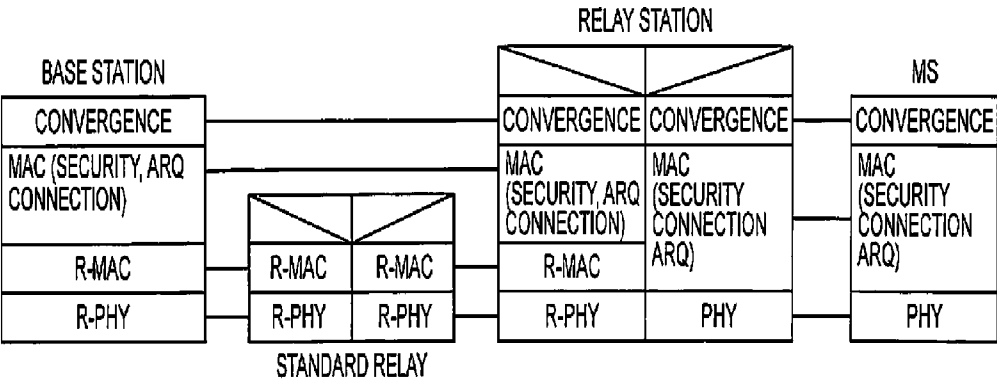 RELAY STATION
BASE STATION
MS
CONVERGENCE
CONVERGENCE
CONVERGENCE
CONVERGENCE
MAC (SECURITY, ARQ
CONNECTION)
MAC
(SECURITY, ARQ
CONNECTION)
MAC
(SECURITY
CONNECTION
ARQ)
MAC
(SECURITY
CONNECTION
ARQ)
R-MAC
R-MAC
R-MAC
R-MAC
R-PHY
R-PHY
R-PHY
R-PHY
PHY
PHY
STANDARD RELAY